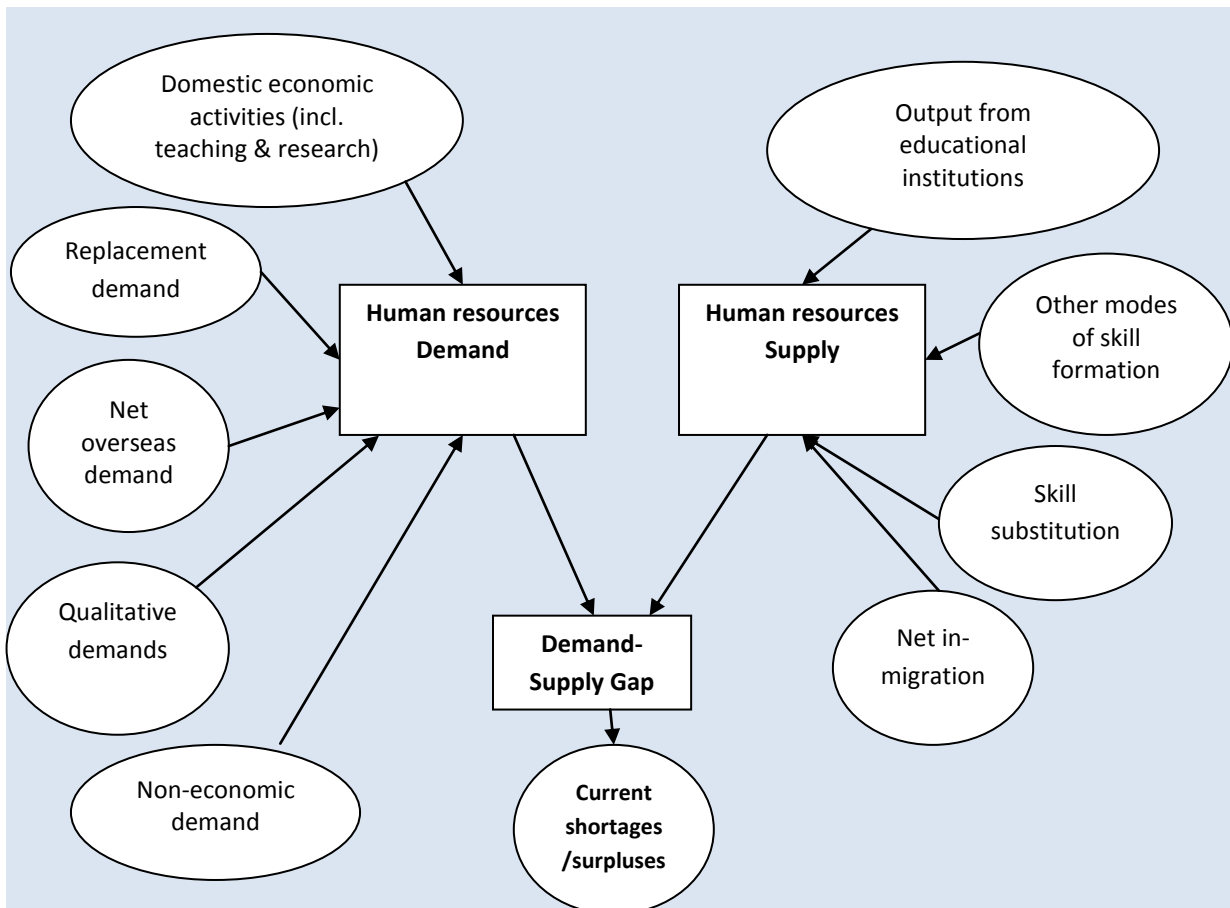 Domestic economic
activities (incl.
teaching & research)
Output from
educational
institutions
Replacement
demand
Human resources
Demand
Human resources
Supply
Other modes
of skill
formation
Net
overseas
demand
Skill
substitution
Qualitative
demands
Demand-
Supply Gap
Net in-
migration
Non-economic
demand
Current
shortages
/surpluses